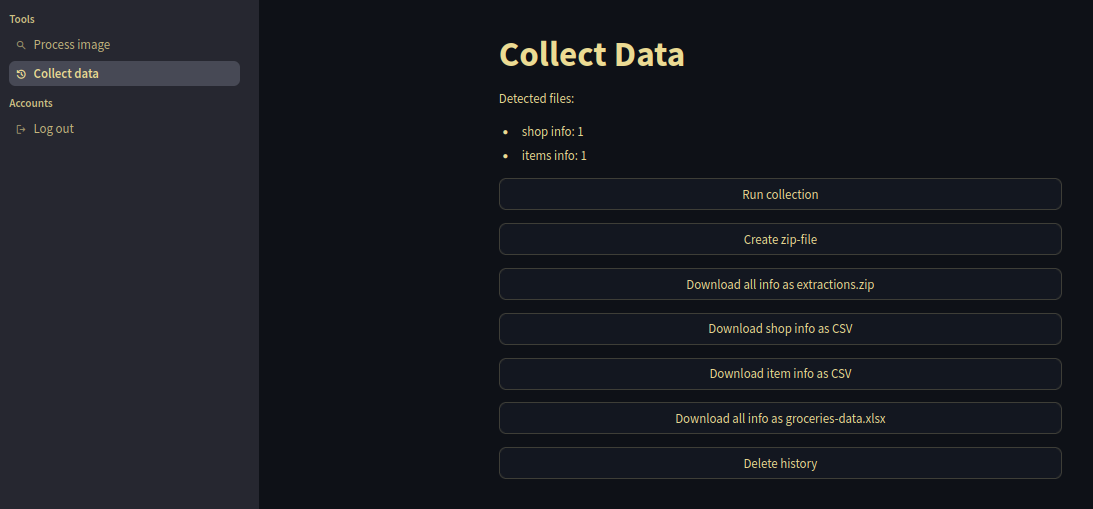 Tools
Process image
Collect data
Accounts
Log out
Collect Data
Detected files:
shop info: 1
items info: 1
Run collection
Create zip-file
Download all info as extractions.zip
Download shop info as CSV
Download item info as CSV
Download all info as groceries-data.xlsx
Delete history